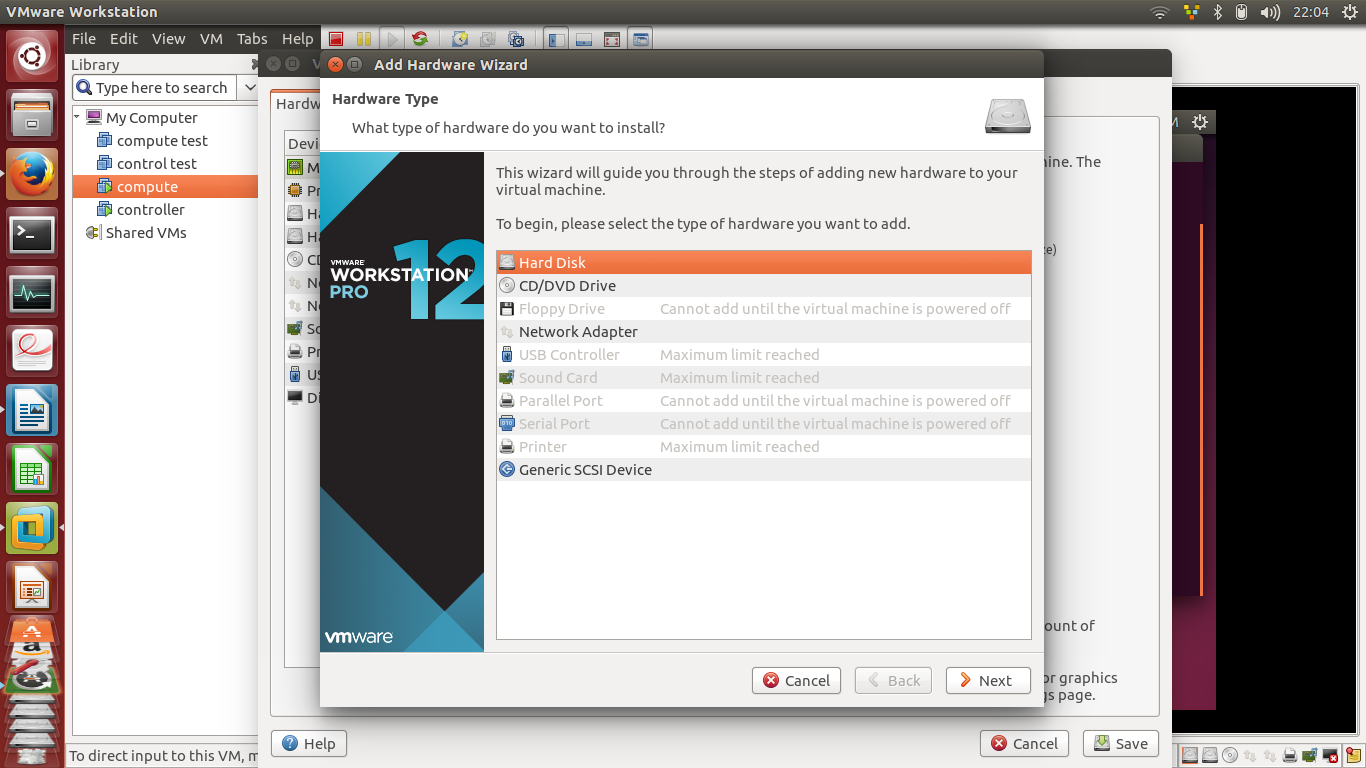 VMware Workstation
22:04
File Edit View VM Tabs Help
Library
Type here to search
My Computer
compute test
control test
compute
controller
Shared VMs
Hardw
Devi
M
Pr
Ha
Ha
CD
Ne
Ne
So
Pr
US
Di
Add Hardware Wizard
Hardware Type
What type of hardware do you want to install?
VMWARE
WORKSTATION™
PRO 12
vmware
This wizard will guide you through the steps of adding new hardware to your
virtual machine.
To begin, please select the type of hardware you want to add.
Hard Disk
CD/DVD Drive
Floppy Drive Cannot add until the virtual machine is powered off
Network Adapter
USB Controller Maximum limit reached
Sound Card Maximum limit reached
Parallel Port Cannot add until the virtual machine is powered off
Serial Port Cannot add until the virtual machine is powered off
Printer Maximum limit reached
Generic SCSI Device
Cancel Back Next
ine. The
ze)
ount of
or graphics
gs page.
M
Help Cancel Save
To direct input to this VM, m